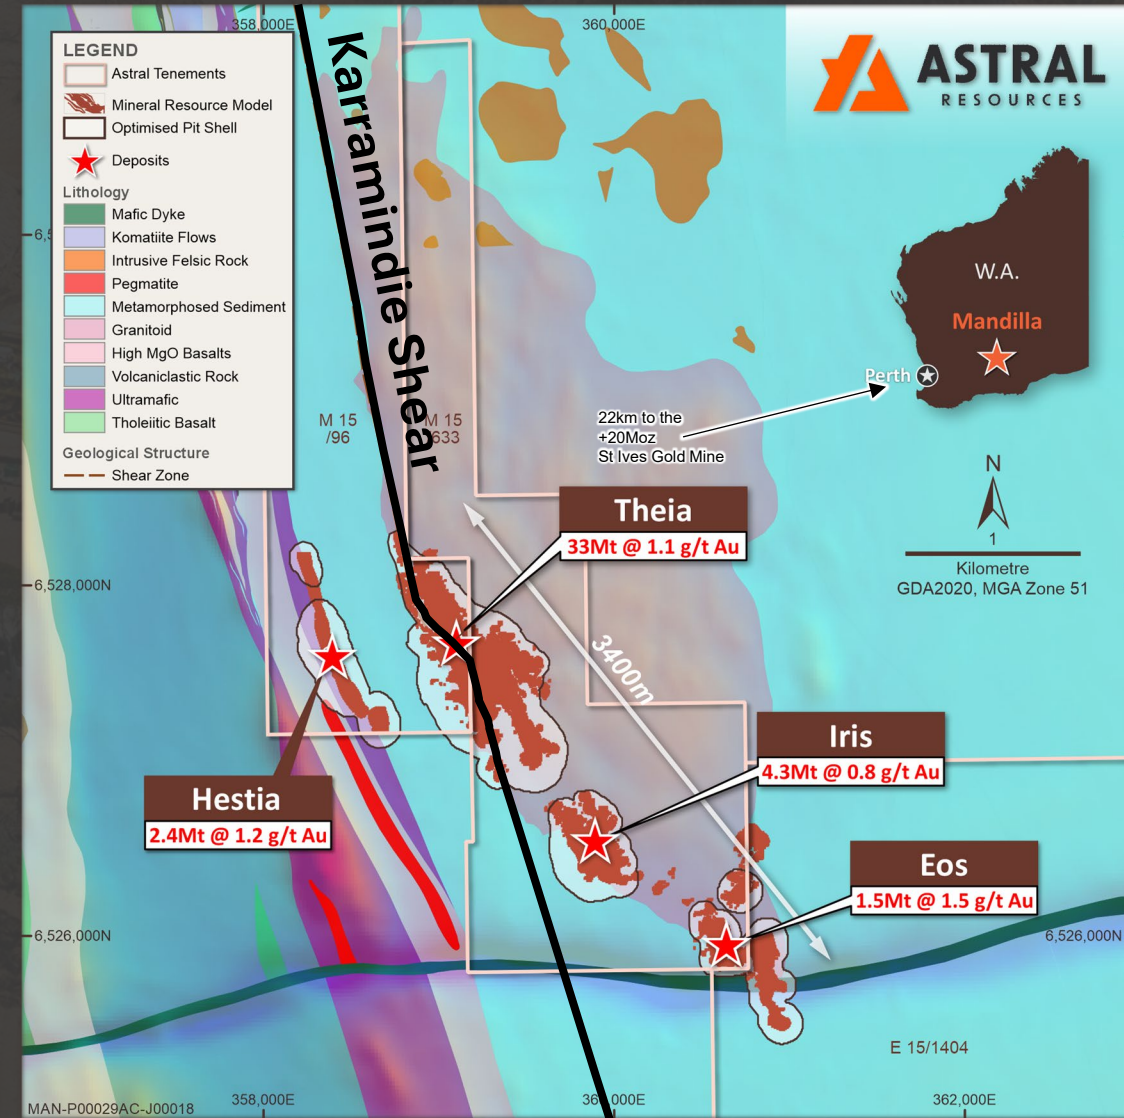 358,000E
360,000E
LEGEND
Astral Tenements
Mineral Resource Model
Optimised Pit Shell
Deposits
Lithology
Mafic Dyke
Komatiite Flows
Intrusive Felsic Rock
Pegmatite
Metamorphosed Sediment
Granitoid
High MgO Basalts
Volcaniclastic Rock
Ultramafic
Tholeiitic Basalt
Geological Structure
Shear Zone
Karramindie Shear
ASTRAL
RESOURCES
W.A.
Mandilla
Perth
22km to the
+20Moz
St Ives Gold Mine
M 15
/96
M 15
/633
N
1
Kilometre
GDA2020, MGA Zone 51
Theia
33Mt @ 1.1 g/t Au
6,528,000N
3400m
Iris
4.3Mt @ 0.8 g/t Au
Hestia
2.4Mt @ 1.2 g/t Au
Eos
1.5Mt @ 1.5 g/t Au
6,526,000N
6,526,000N
E 15/1404
MAN-P00029AC-J00018
358,000E
362,000E